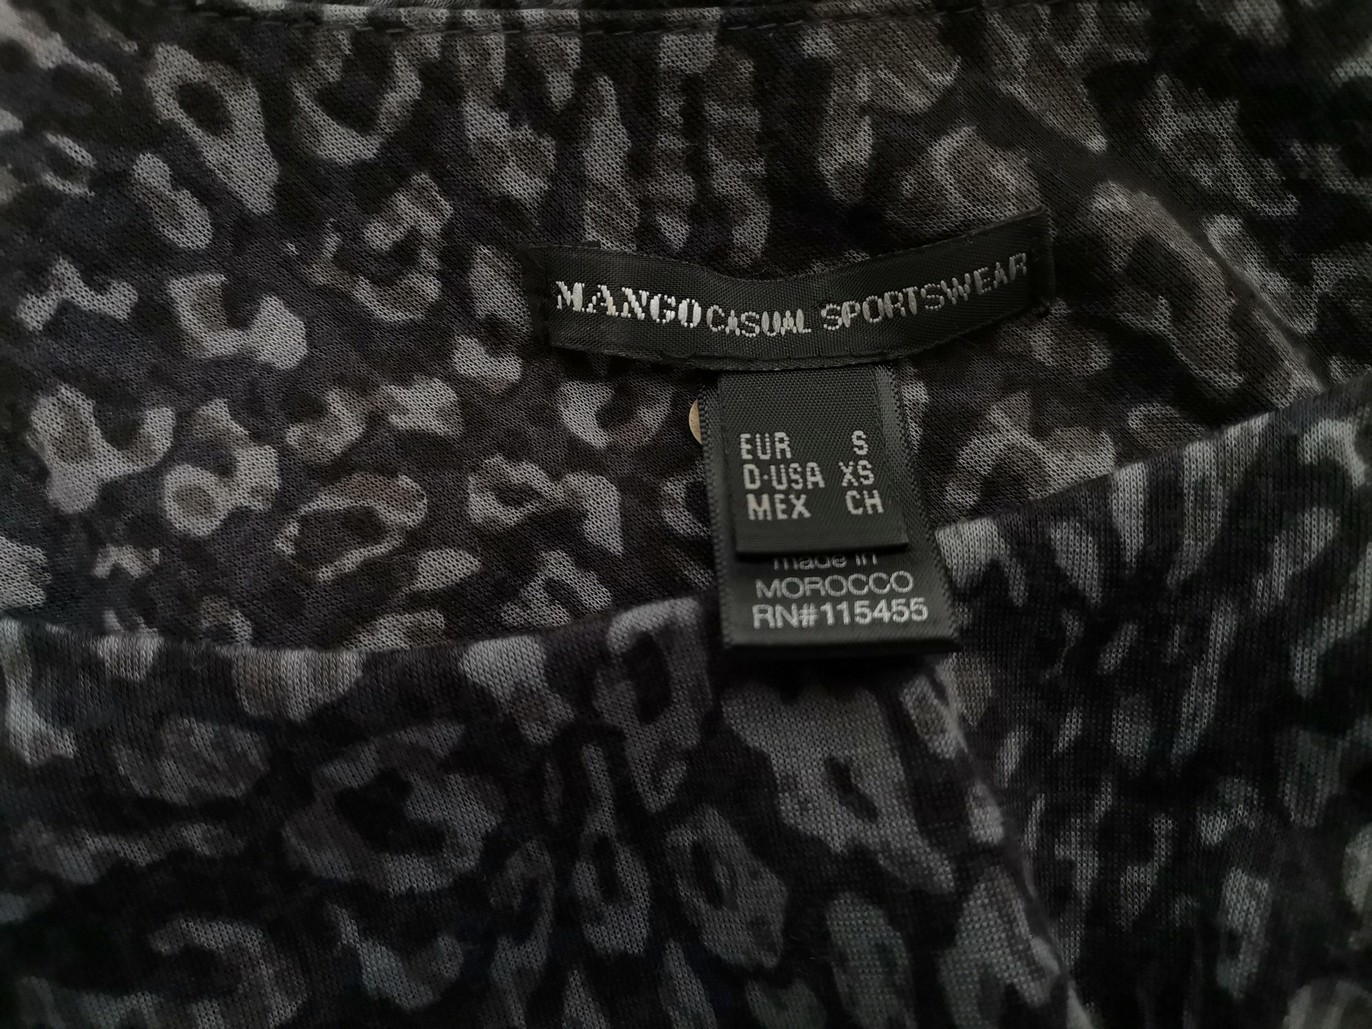 MANGO CASUAL SPORTSWEAR
EUR S
D·USA XS
MEX CH
made in
MOROCCO
RN#115455